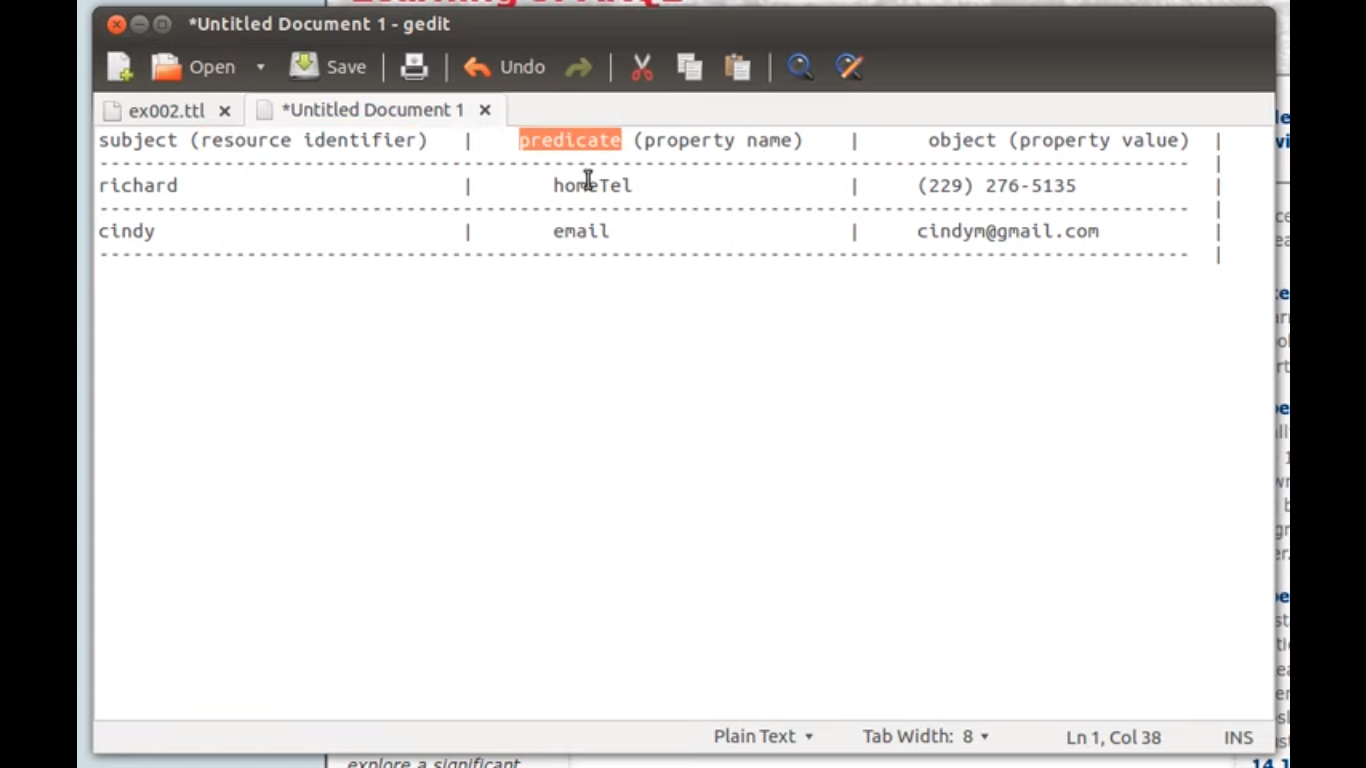 *Untitled Document 1 - gedit
Open Save Undo
ex002.ttl *Untitled Document 1
subject (resource identifier) | predicate (property name) | object (property value) |
------------------------------------------------------------------------------------------------ |
richard | homeTel | (229) 276-5135 |
------------------------------------------------------------------------------------------------ |
cindy | email | cindym@gmail.com |
------------------------------------------------------------------------------------------------ |
Plain Text Tab Width: 8 Ln 1, Col 38 INS
explore a significant